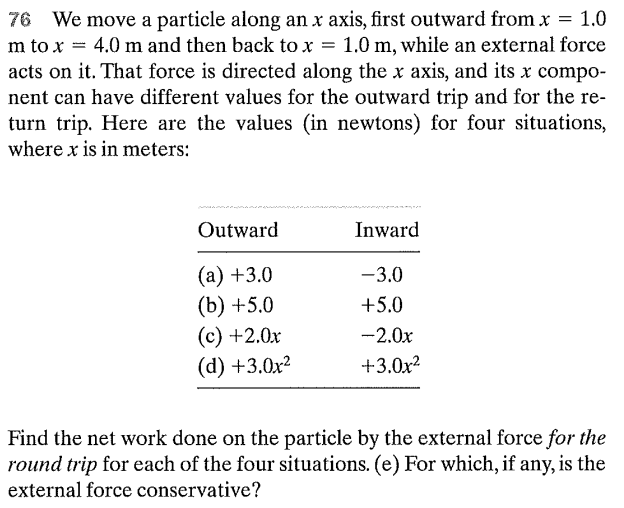 76 We move a particle along an x axis, first outward from x = 1.0
m to x = 4.0 m and then back to x = 1.0 m, while an external force
acts on it. That force is directed along the x axis, and its x compo-
nent can have different values for the outward trip and for the re-
turn trip. Here are the values (in newtons) for four situations,
where x is in meters:
Outward Inward
(a) +3.0 −3.0
(b) +5.0 +5.0
(c) +2.0x −2.0x
(d) +3.0x² +3.0x²
Find the net work done on the particle by the external force for the
round trip for each of the four situations. (e) For which, if any, is the
external force conservative?